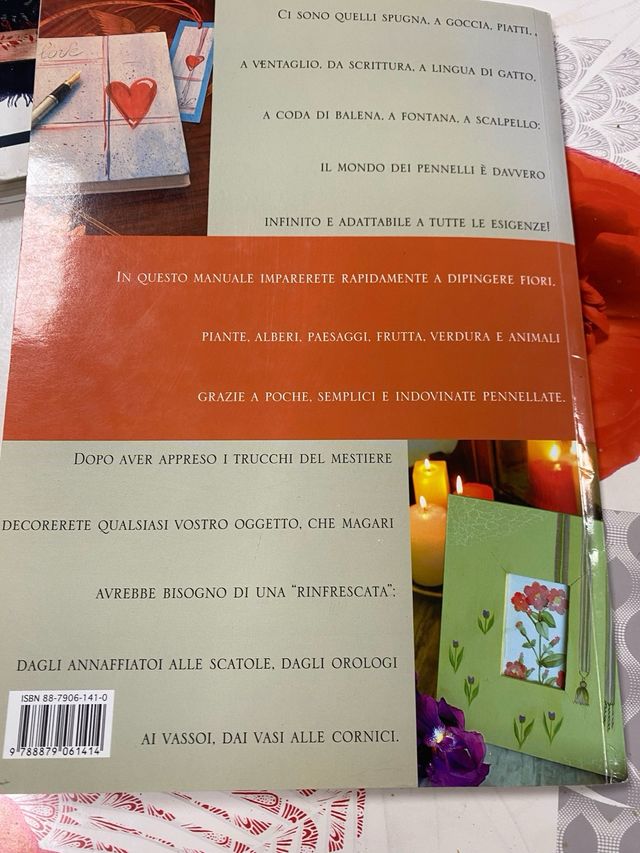 love
CI SONO QUELLI SPUGNA, A GOCCIA, PIATTI,
A VENTAGLIO, DA SCRITTURA, A LINGUA DI GATTO,
A CODA DI BALENA, A FONTANA, A SCALPELLO:
IL MONDO DEI PENNELLI È DAVVERO
INFINITO E ADATTABILE A TUTTE LE ESIGENZE!
IN QUESTO MANUALE IMPARERETE RAPIDAMENTE A DIPINGERE FIORI,
PIANTE, ALBERI, PAESAGGI, FRUTTA, VERDURA E ANIMALI
GRAZIE A POCHE, SEMPLICI E INDOVINATE PENNELLATE.
DOPO AVER APPRESO I TRUCCHI DEL MESTIERE
DECORERETE QUALSIASI VOSTRO OGGETTO, CHE MAGARI
AVREBBE BISOGNO DI UNA "RINFRESCATA":
DAGLI ANNAFFIATOI ALLE SCATOLE, DAGLI OROLOGI
AI VASSOI, DAI VASI ALLE CORNICI.
ISBN 88-7906-141-0
9 788879 061414